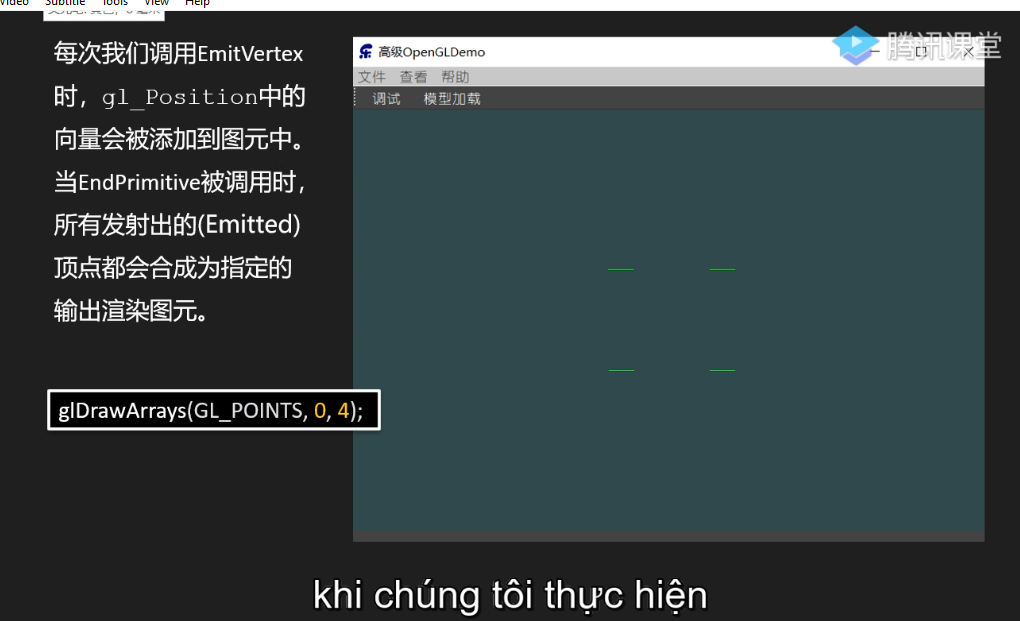 Video Subtitle Tools View Help
每次我们调用EmitVertex
时，gl_Position中的
向量会被添加到图元中。
当EndPrimitive被调用时，
所有发射出的(Emitted)
顶点都会合成为指定的
输出渲染图元。
glDrawArrays(GL_POINTS, 0, 4);
高级OpenGLDemo
腾讯课堂
文件 查看 帮助
调试 模型加载
khi chúng tôi thực hiện